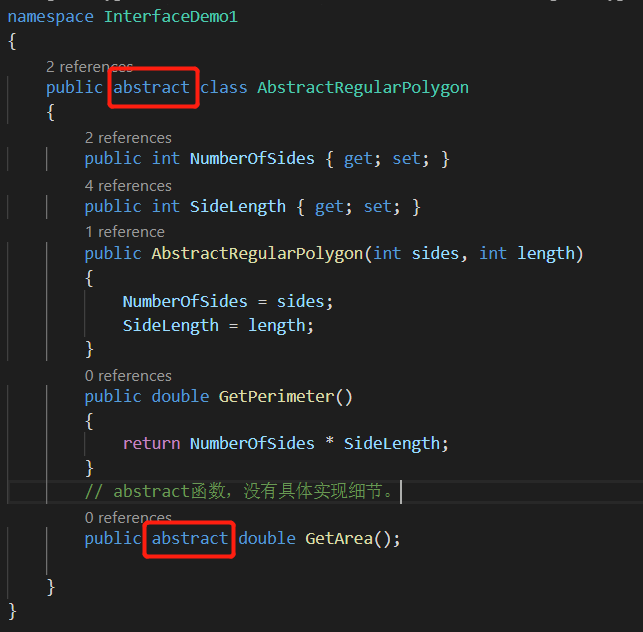 namespace InterfaceDemo1
{
2 references
public abstract class AbstractRegularPolygon
{
2 references
public int NumberOfSides { get; set; }
4 references
public int SideLength { get; set; }
1 reference
public AbstractRegularPolygon(int sides, int length)
{
NumberOfSides = sides;
SideLength = length;
}
0 references
public double GetPerimeter()
{
return NumberOfSides * SideLength;
}
// abstract函数，没有具体实现细节。
0 references
public abstract double GetArea();
}
}